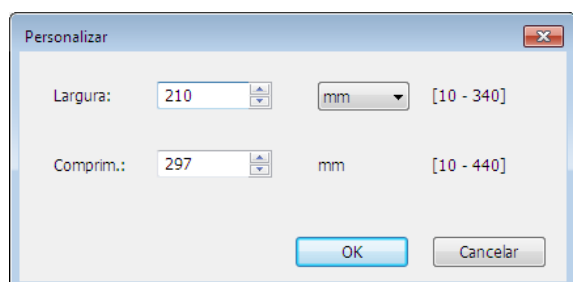 Personalizar
Largura: 210 mm [10 - 340]
Comprim.: 297 mm [10 - 440]
OK Cancelar